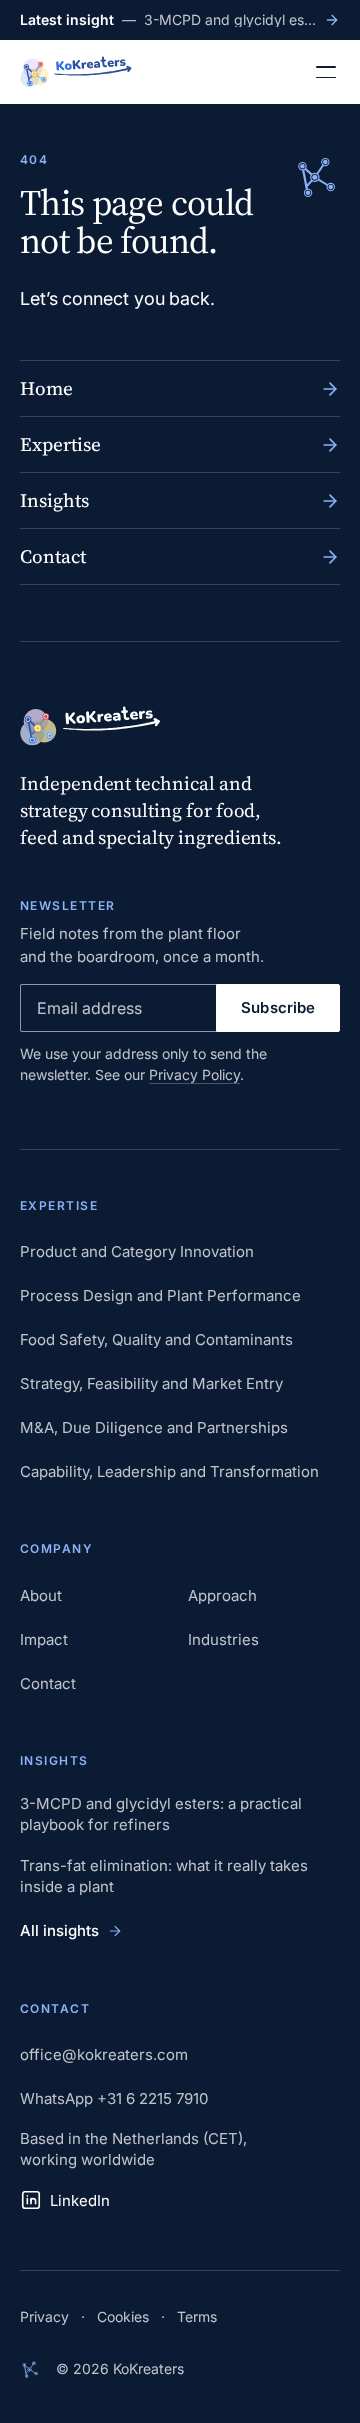 Latest insight — 3-MCPD and glycidyl es...
KoKreaters
404
This page could
not be found.
Let’s connect you back.
Home
Expertise
Insights
Contact
KoKreaters
Independent technical and
strategy consulting for food,
feed and specialty ingredients.
NEWSLETTER
Field notes from the plant floor
and the boardroom, once a month.
Email address
Subscribe
We use your address only to send the
newsletter. See our Privacy Policy.
EXPERTISE
Product and Category Innovation
Process Design and Plant Performance
Food Safety, Quality and Contaminants
Strategy, Feasibility and Market Entry
M&A, Due Diligence and Partnerships
Capability, Leadership and Transformation
COMPANY
About Approach
Impact Industries
Contact
INSIGHTS
3-MCPD and glycidyl esters: a practical
playbook for refiners
Trans-fat elimination: what it really takes
inside a plant
All insights
CONTACT
office@kokreaters.com
WhatsApp +31 6 2215 7910
Based in the Netherlands (CET),
working worldwide
LinkedIn
Privacy · Cookies · Terms
© 2026 KoKreaters